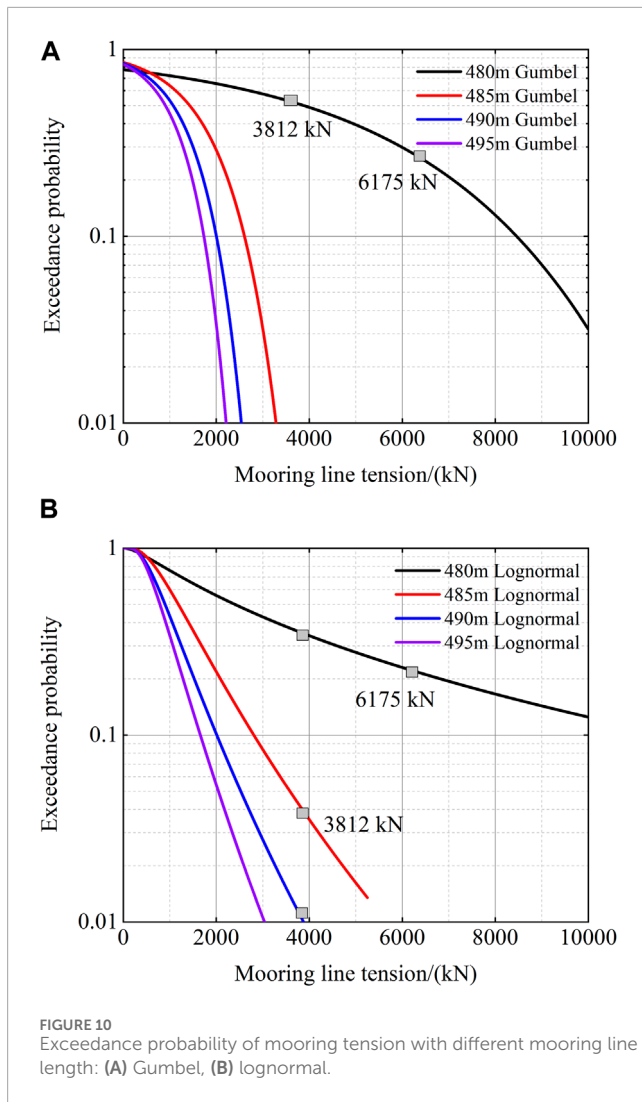 A
1
0.1
0.01
Exceedance probability
480m Gumbel
485m Gumbel
490m Gumbel
495m Gumbel
3812 kN
6175 kN
0 2000 4000 6000 8000 10000
Mooring line tension/(kN)
B
1
0.1
0.01
Exceedance probability
480m Lognormal
485m Lognormal
490m Lognormal
495m Lognormal
6175 kN
3812 kN
0 2000 4000 6000 8000 10000
Mooring line tension/(kN)
FIGURE 10
Exceedance probability of mooring tension with different mooring line
length: (A) Gumbel, (B) lognormal.